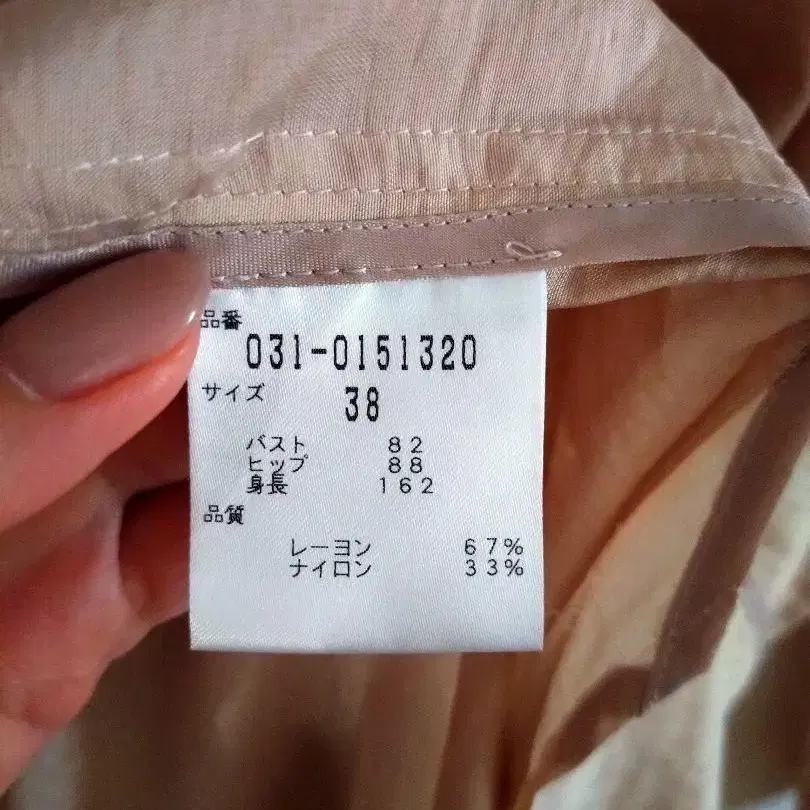 品番
031-0151320
サイズ
38
バスト 82
ヒップ 88
身長 162
品質
レーヨン 67%
ナイロン 33%